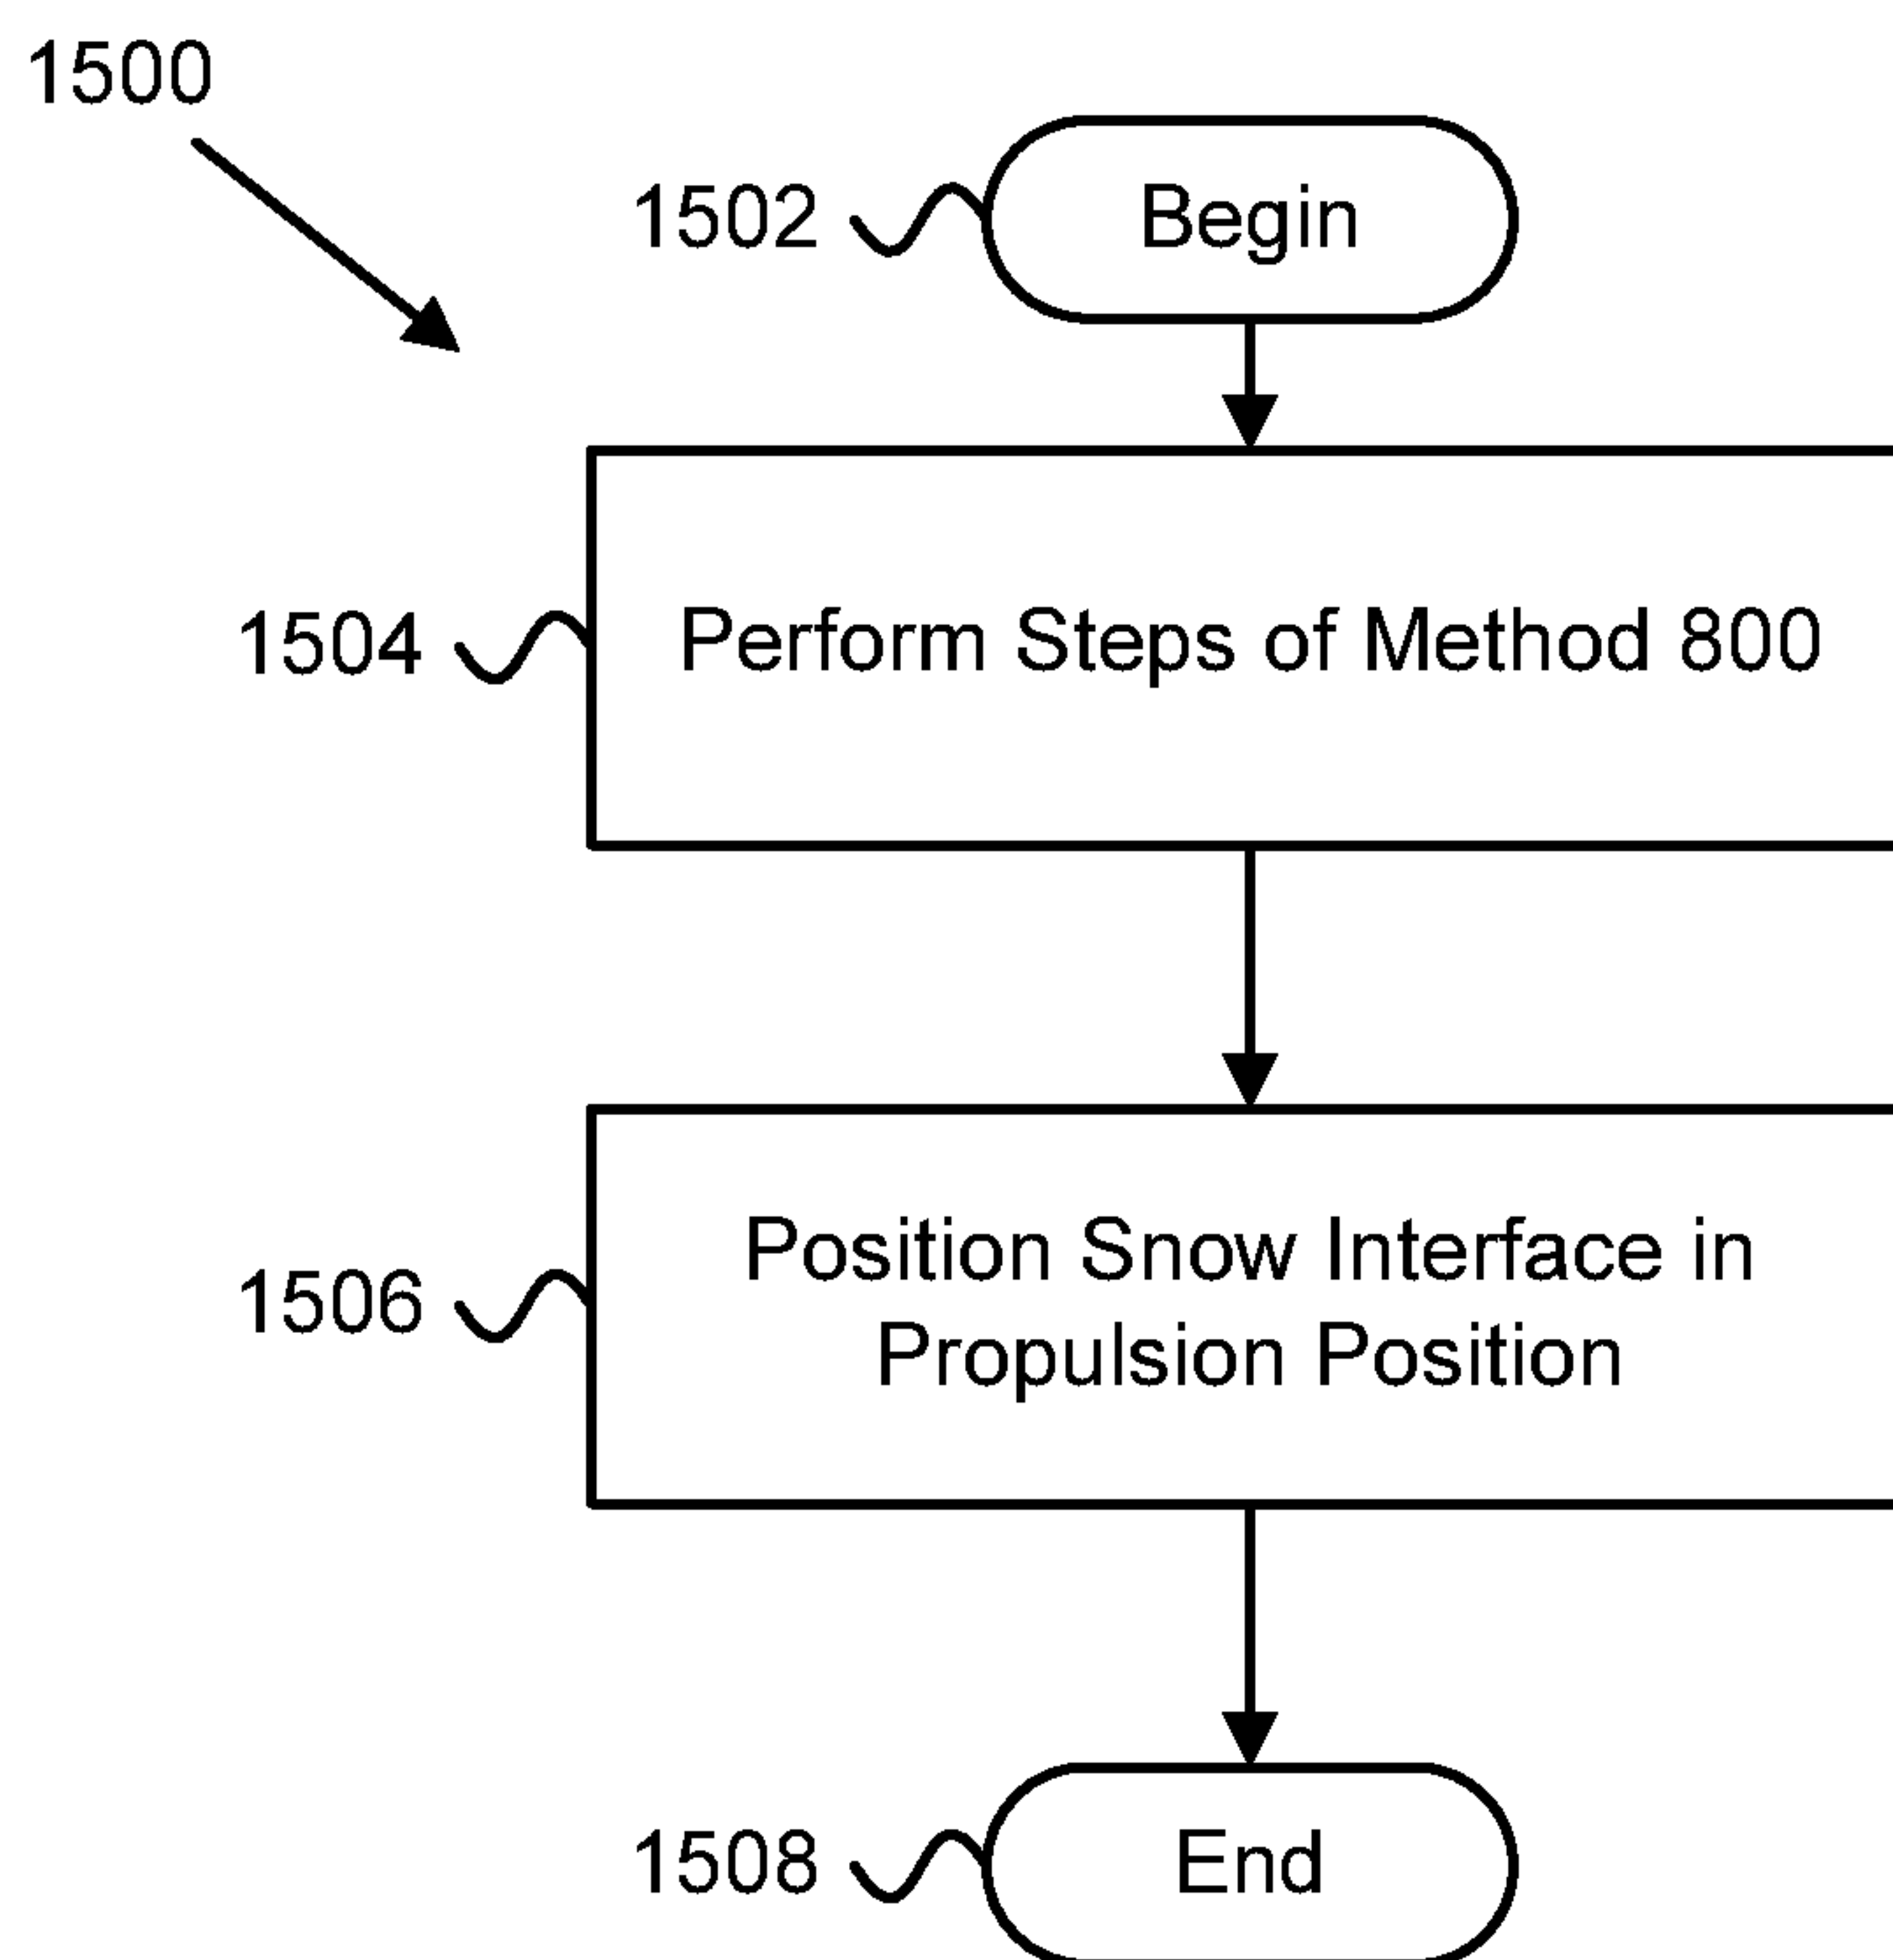 1500
1502 Begin
1504 Perform Steps of Method 800
Position Snow Interface in
1506
Propulsion Position
1508 End